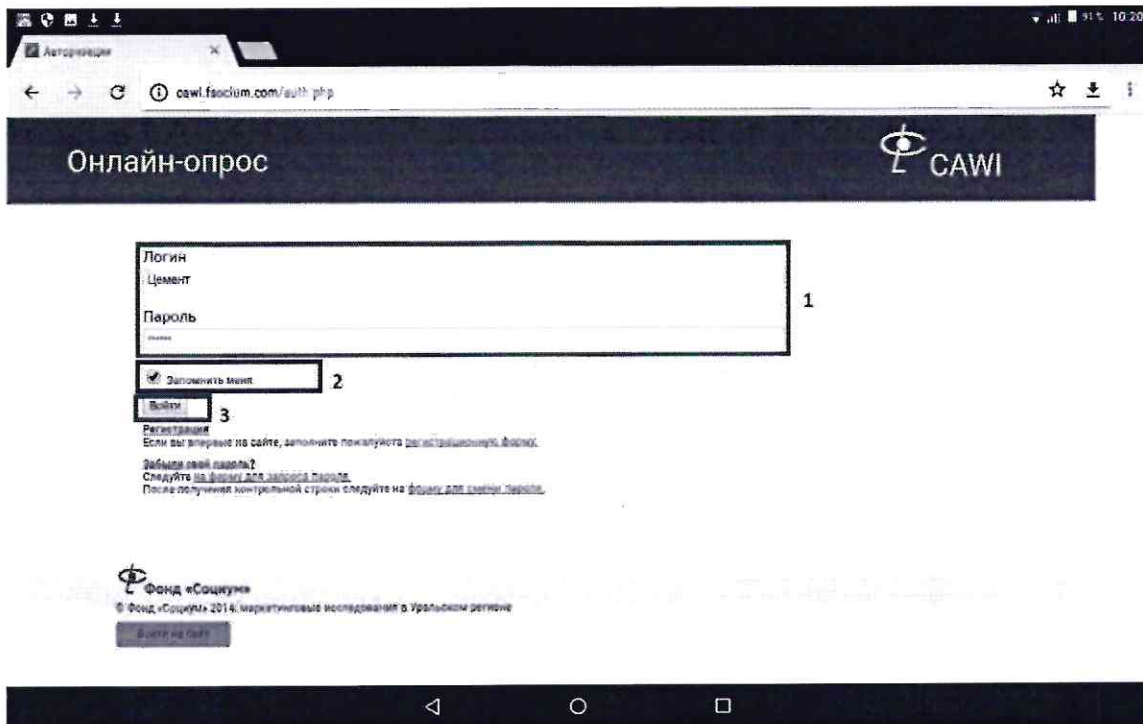 91% 10:20
Авторизация
cawi.fsocium.com/auth.php
Онлайн-опрос
CAWI
Логин
Цемент
1
Пароль
Запомнить меня
2
Войти
3
Регистрация
Если вы впервые на сайте, заполните пожалуйста регистрационную форму.
Забыли свой пароль?
Следуйте на форму для запроса пароля.
После получения контрольной строки следуйте на форму для смены пароля.
Фонд «Социум»
© Фонд «Социум» 2014, маркетинговые исследования в Уральском регионе
Войти на сайт